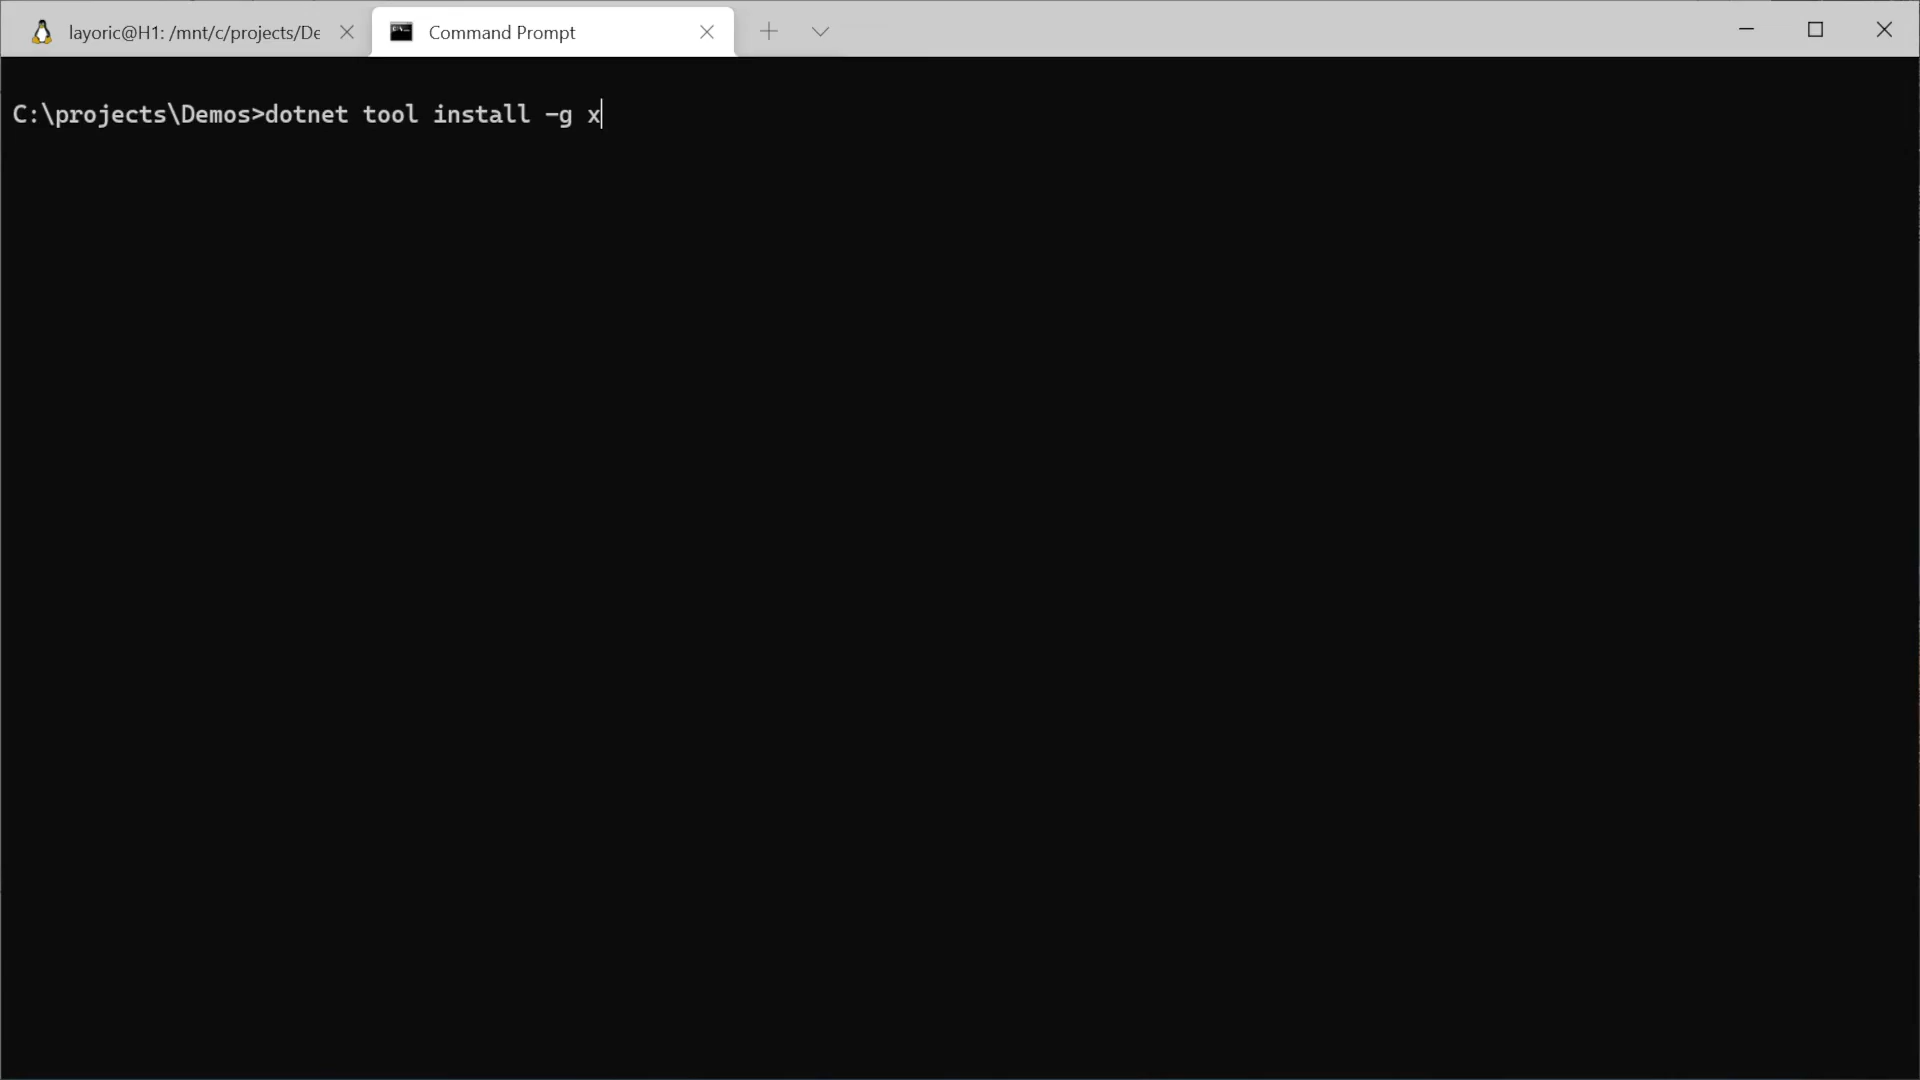 layoric@H1: /mnt/c/projects/De
Command Prompt
C:\projects\Demos>dotnet tool install -g x